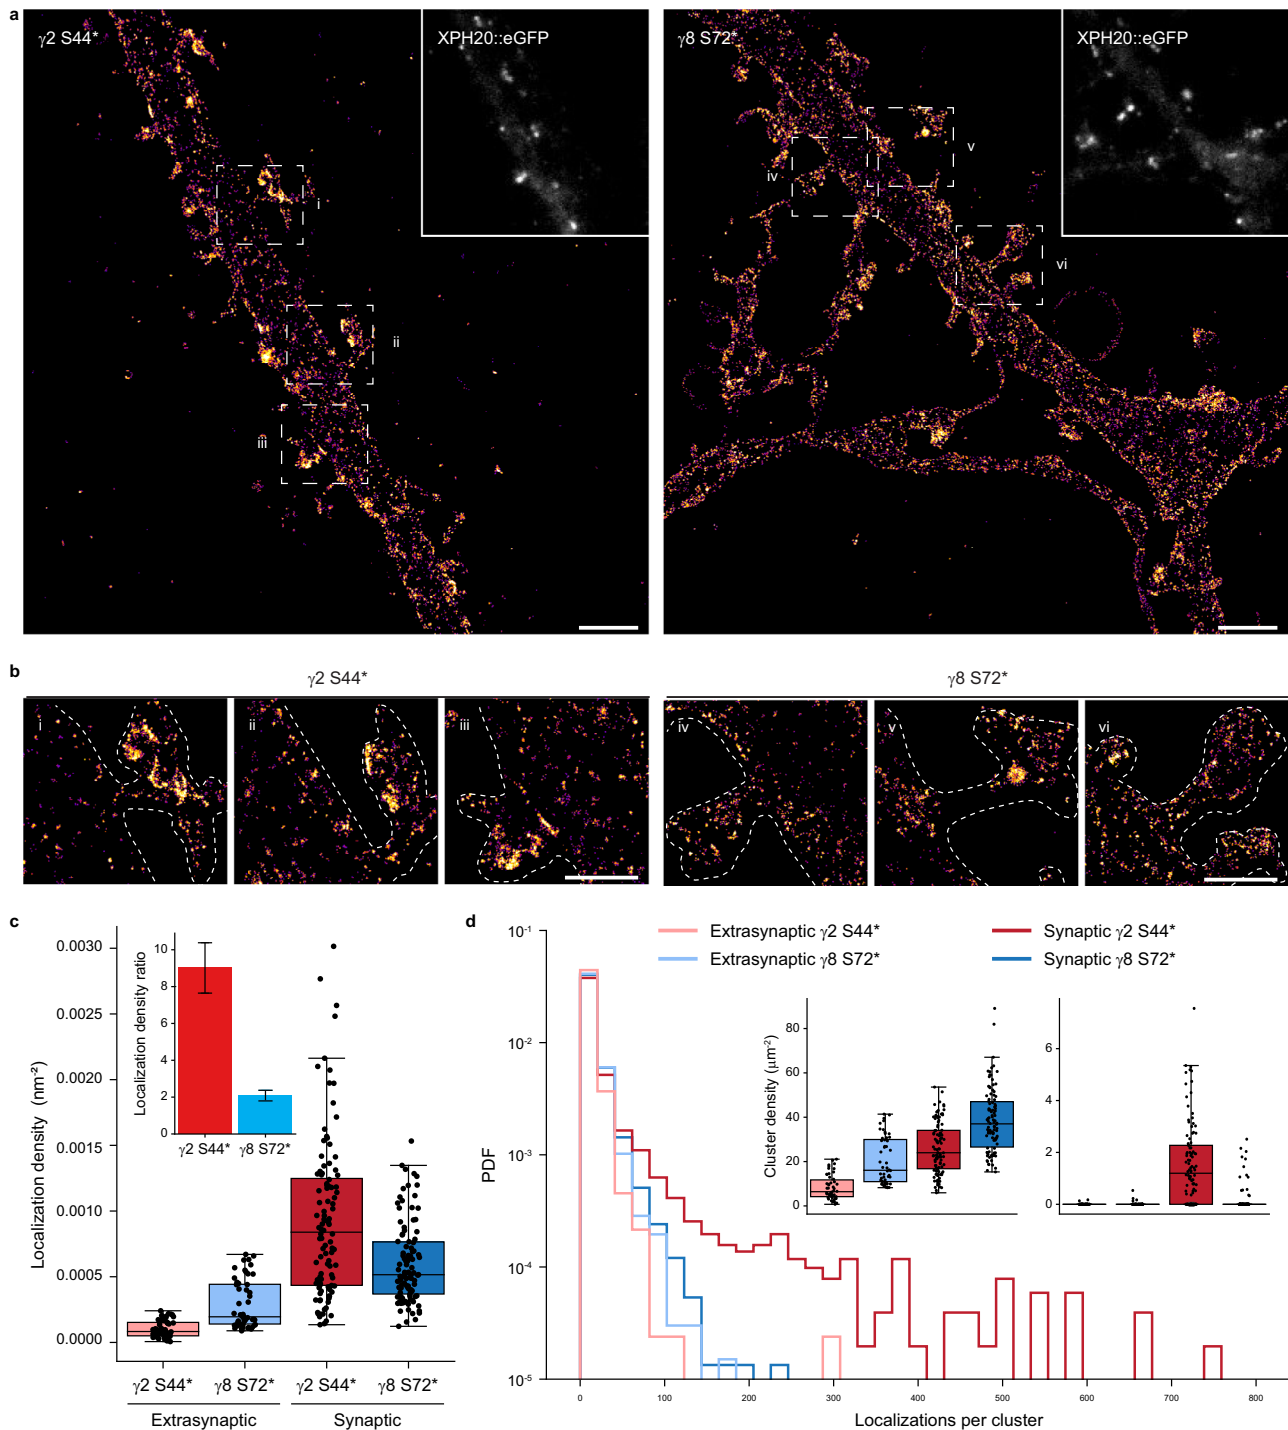 a
γ2 S44*
XPH20::eGFP
i
ii
iii
γ8 S72*
XPH20::eGFP
iv
v
vi
b
γ2 S44*
γ8 S72*
i
ii
iii
iv
v
vi
c
Localization density (nm⁻²)
0.0030
0.0025
0.0020
0.0015
0.0010
0.0005
0.0000
Localization density ratio
10
8
6
4
2
0
γ2 S44*
γ8 S72*
γ2 S44*
γ8 S72*
γ2 S44*
γ8 S72*
Extrasynaptic
Synaptic
d
Extrasynaptic γ2 S44*
Synaptic γ2 S44*
Extrasynaptic γ8 S72*
Synaptic γ8 S72*
PDF
10⁻¹
10⁻²
10⁻³
10⁻⁴
10⁻⁵
Cluster density (μm⁻²)
80
60
40
20
0
6
4
2
0
0
100
200
300
400
500
600
700
800
Localizations per cluster